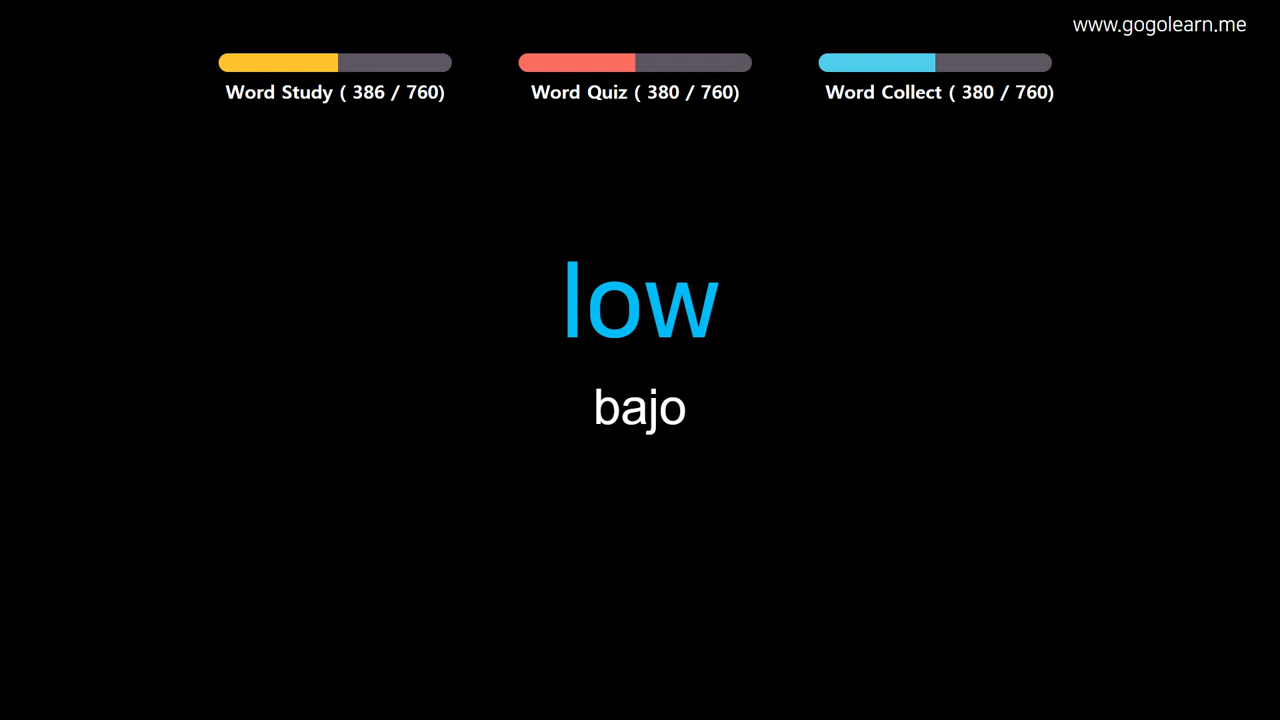 www.gogolearn.me
Word Study ( 386 / 760)
Word Quiz ( 380 / 760)
Word Collect ( 380 / 760)
low
bajo